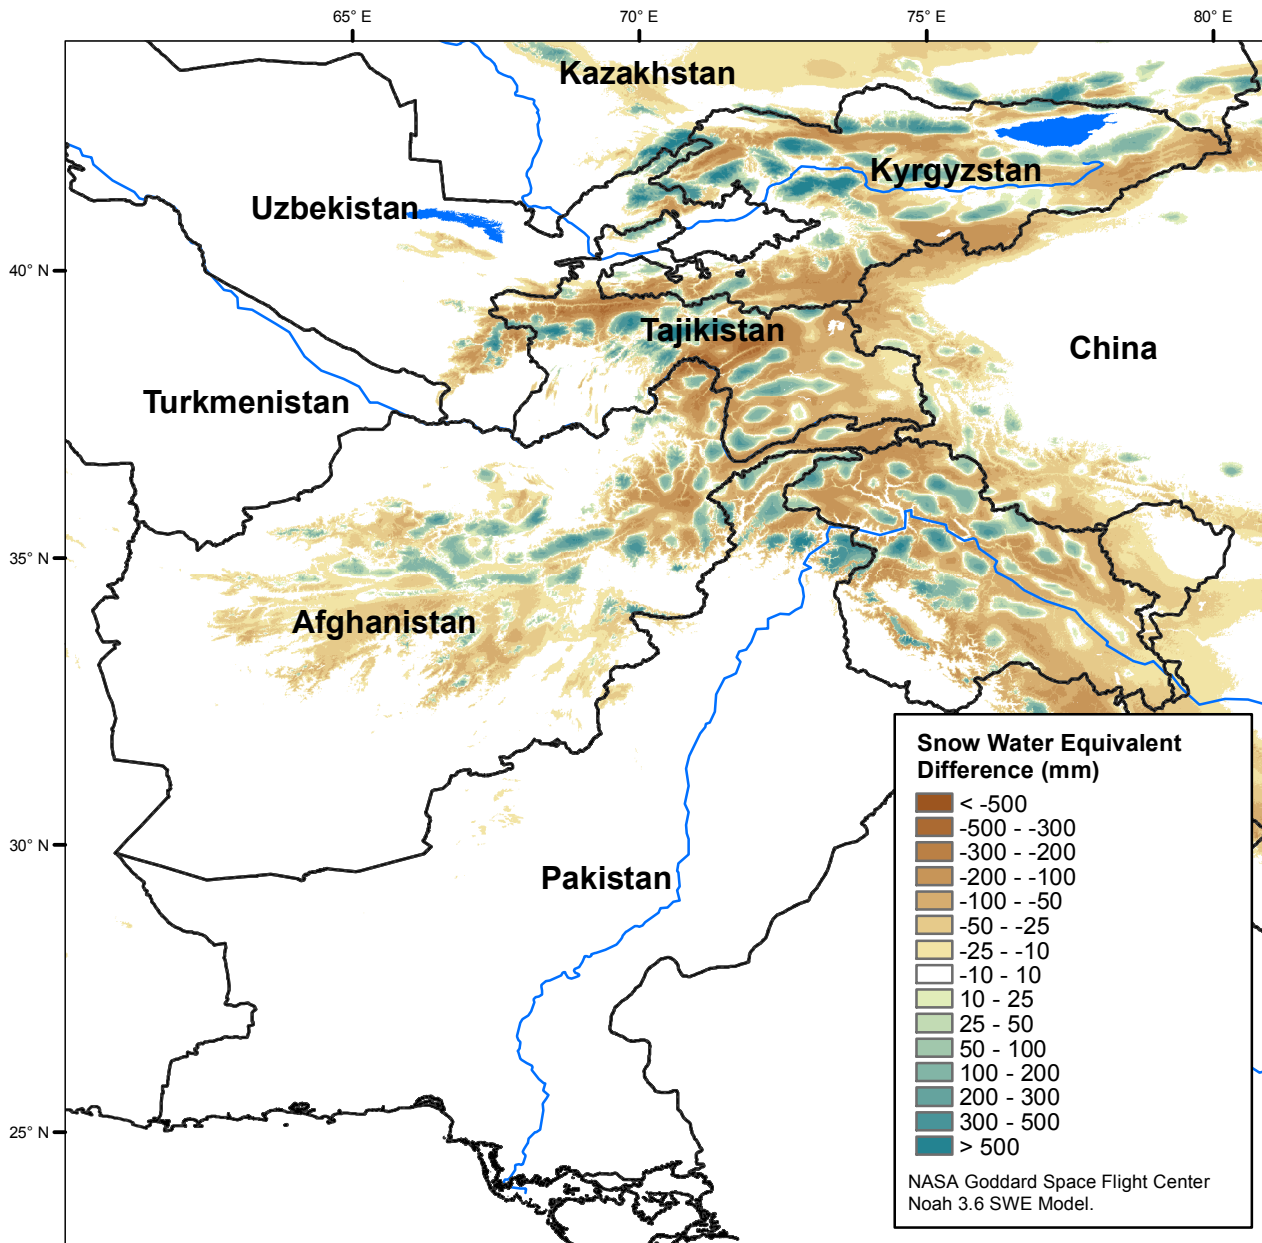 65° E
70° E
75° E
80° E
Kazakhstan
Kyrgyzstan
Uzbekistan
40° N
Tajikistan
China
Turkmenistan
35° N
Afghanistan
Snow Water Equivalent
Difference (mm)
< -500
-500 - -300
-300 - -200
-200 - -100
-100 - -50
-50 - -25
-25 - -10
-10 - 10
10 - 25
25 - 50
50 - 100
100 - 200
200 - 300
300 - 500
> 500
30° N
Pakistan
25° N
NASA Goddard Space Flight Center
Noah 3.6 SWE Model.